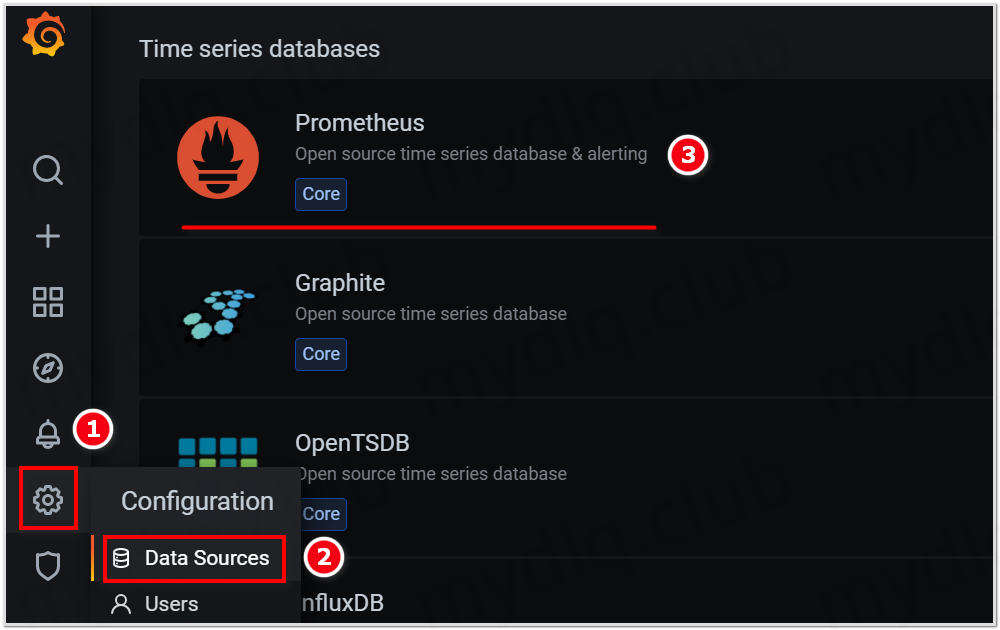 Time series databases
Prometheus
Open source time series database & alerting
3
Core
Graphite
Open source time series database
Core
OpenTSDB
Open source time series database
Core
1
Configuration
Data Sources
2
Users
nfluxDB